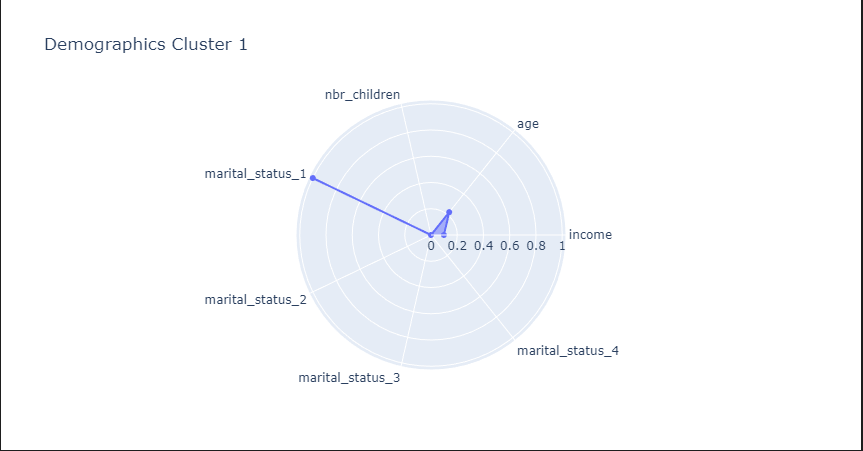 Demographics Cluster 1
nbr_children
age
marital_status_1
income
0 0.2 0.4 0.6 0.8 1
marital_status_2
marital_status_4
marital_status_3